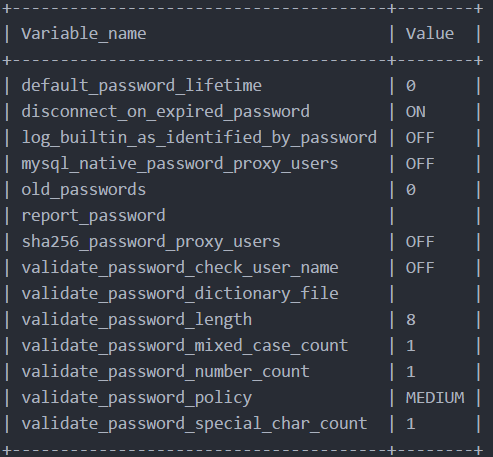 +---------------------------------------+--------+
| Variable_name                         | Value  |
+---------------------------------------+--------+
| default_password_lifetime             | 0      |
| disconnect_on_expired_password        | ON     |
| log_builtin_as_identified_by_password | OFF    |
| mysql_native_password_proxy_users     | OFF    |
| old_passwords                         | 0      |
| report_password                       |        |
| sha256_password_proxy_users           | OFF    |
| validate_password_check_user_name     | OFF    |
| validate_password_dictionary_file     |        |
| validate_password_length              | 8      |
| validate_password_mixed_case_count    | 1      |
| validate_password_number_count        | 1      |
| validate_password_policy              | MEDIUM |
| validate_password_special_char_count  | 1      |
+---------------------------------------+--------+